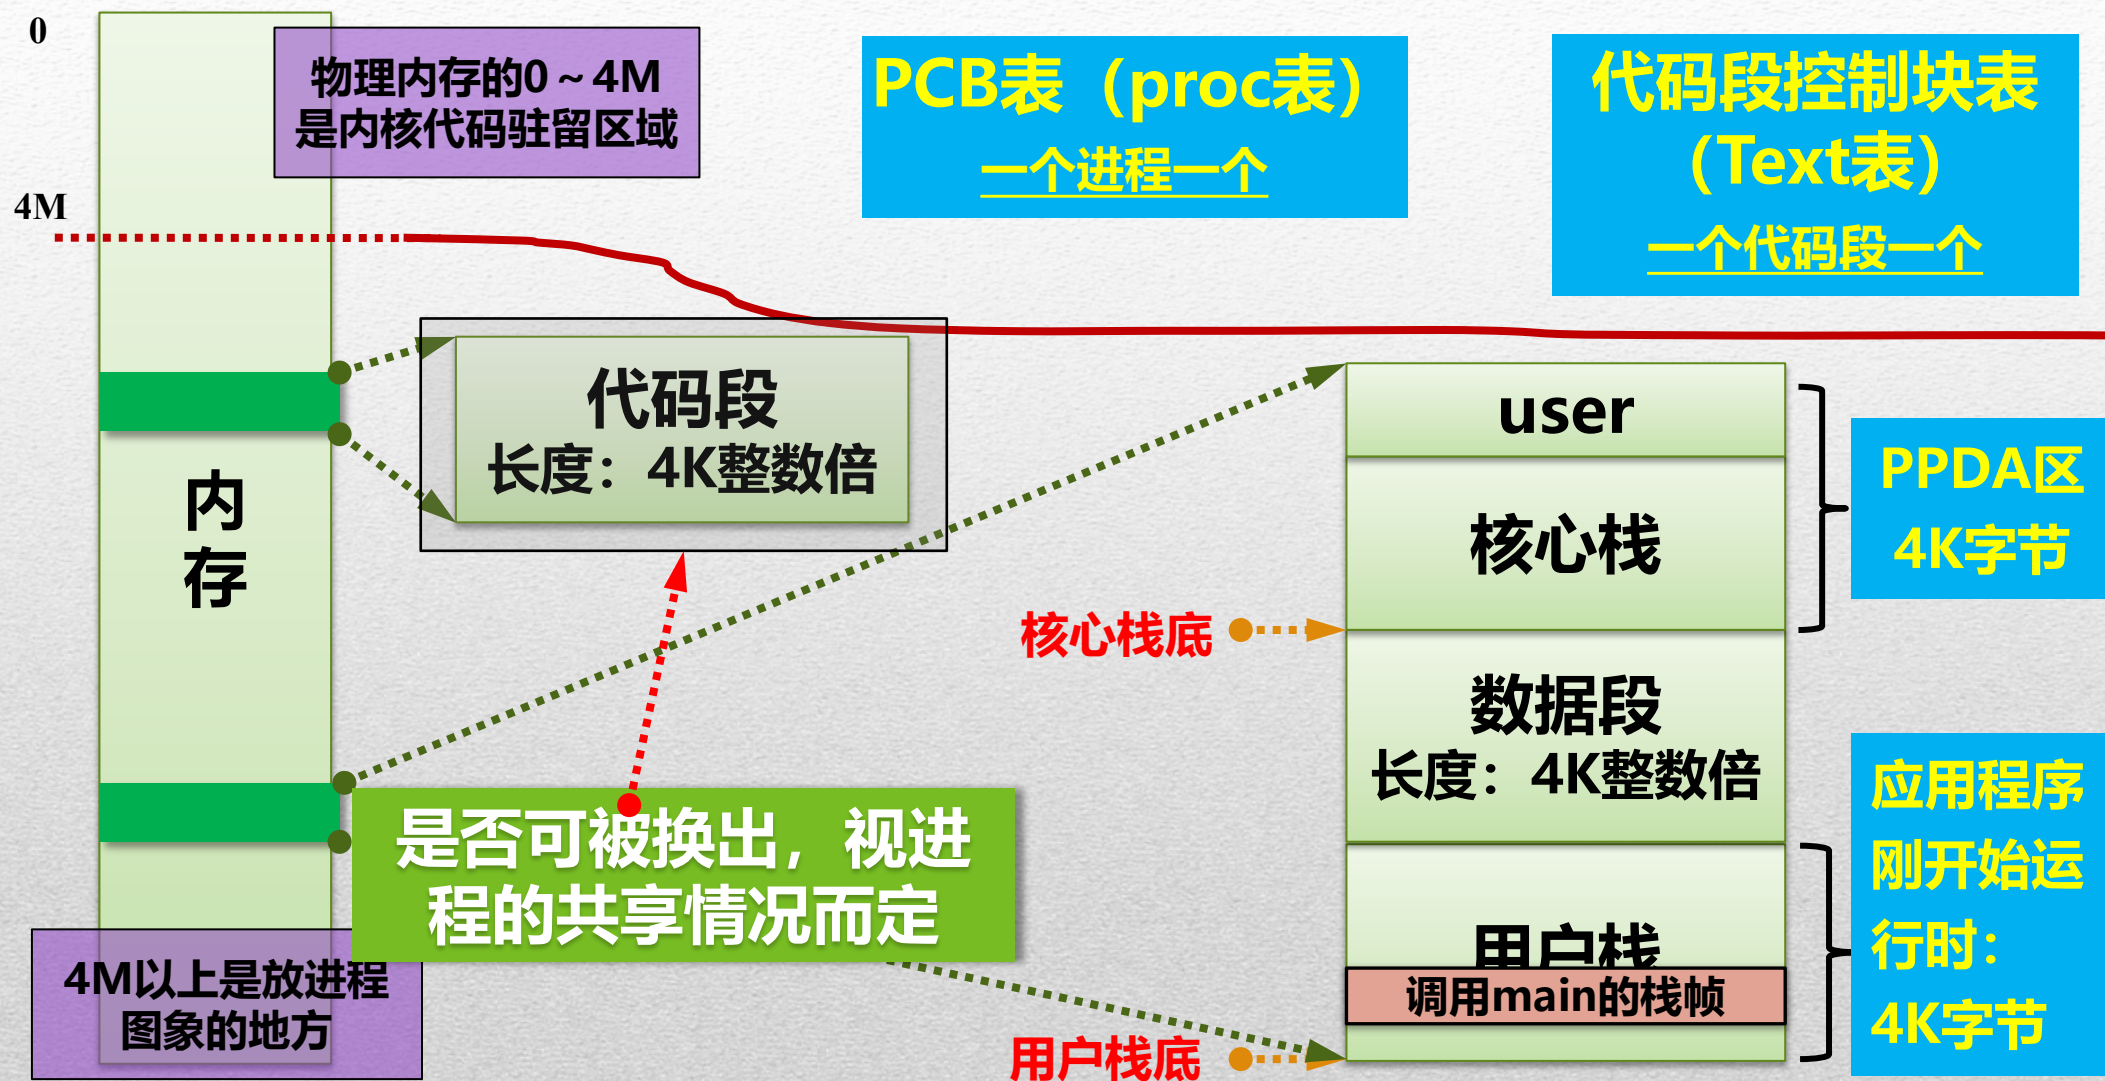 0
物理内存的0～4M
是内核代码驻留区域
PCB表（proc表）
一个进程一个
代码段控制块表
（Text表）
一个代码段一个
4M
代码段
长度：4K整数倍
内
存
user
核心栈
PPDA区
4K字节
核心栈底
数据段
长度：4K整数倍
是否可被换出，视进
程的共享情况而定
应用程序
刚开始运
行时：
4K字节
用户栈
调用main的栈帧
4M以上是放进程
图象的地方
用户栈底